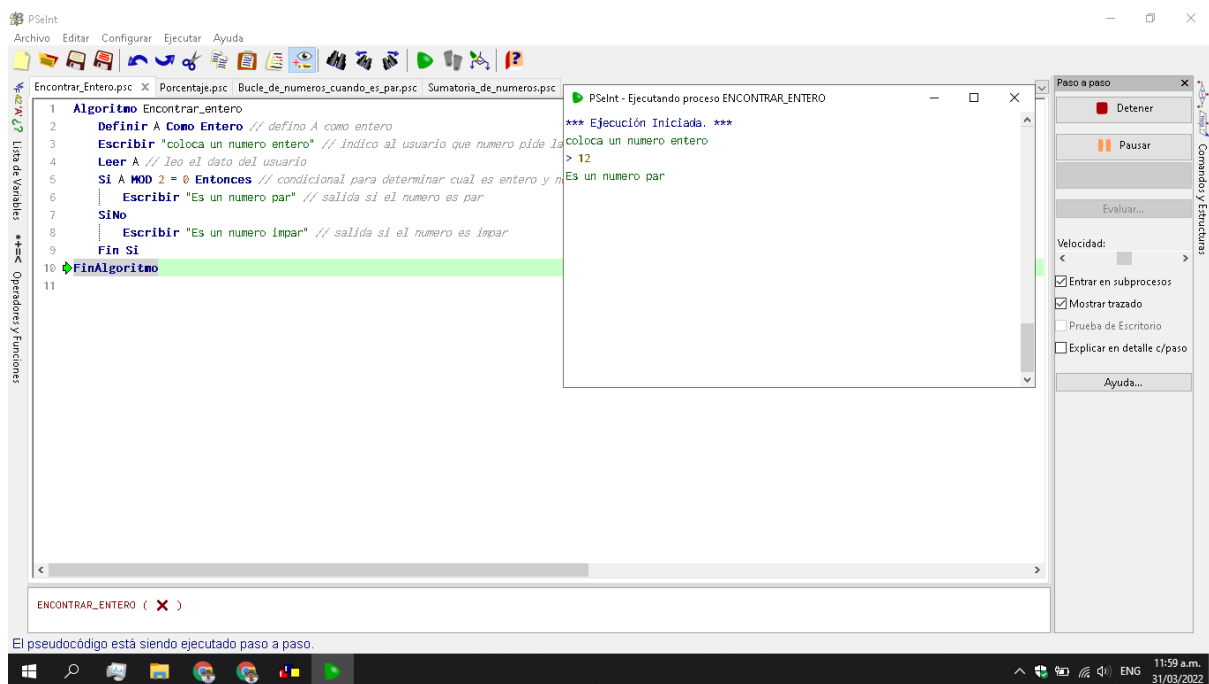 PSeInt
Archivo Editar Configurar Ejecutar Ayuda
Encontrar_Entero.psc X Porcentaje.psc Bucle_de_numeros_cuando_es_par.psc Sumatoria_de_numeros.psc
1 Algoritmo Encontrar_entero
2 Definir A Como Entero // defino A como entero
3 Escribir "coloca un numero entero" // indico al usuario que numero pide la
4 Leer A // leo el dato del usuario
5 Si A MOD 2 = 0 Entonces // condicional para determinar cual es entero y n
6 Escribir "Es un numero par" // salida si el numero es par
7 SiNo
8 Escribir "Es un numero impar" // salida si el numero es impar
9 Fin Si
10 FinAlgoritmo
11
PSeInt - Ejecutando proceso ENCONTRAR_ENTERO
*** Ejecución Iniciada. ***
coloca un numero entero
> 12
Es un numero par
Paso a paso
Detener
Pausar
Evaluar...
Velocidad:
Entrar en subprocesos
Mostrar trazado
Prueba de Escritorio
Explicar en detalle c/paso
Ayuda...
*42'A'¿? Lista de Variables
*+=< Operadores y Funciones
Comandos y Estructuras
ENCONTRAR_ENTERO ( ✕ )
El pseudocódigo está siendo ejecutado paso a paso.
ENG
11:59 a.m.
31/03/2022